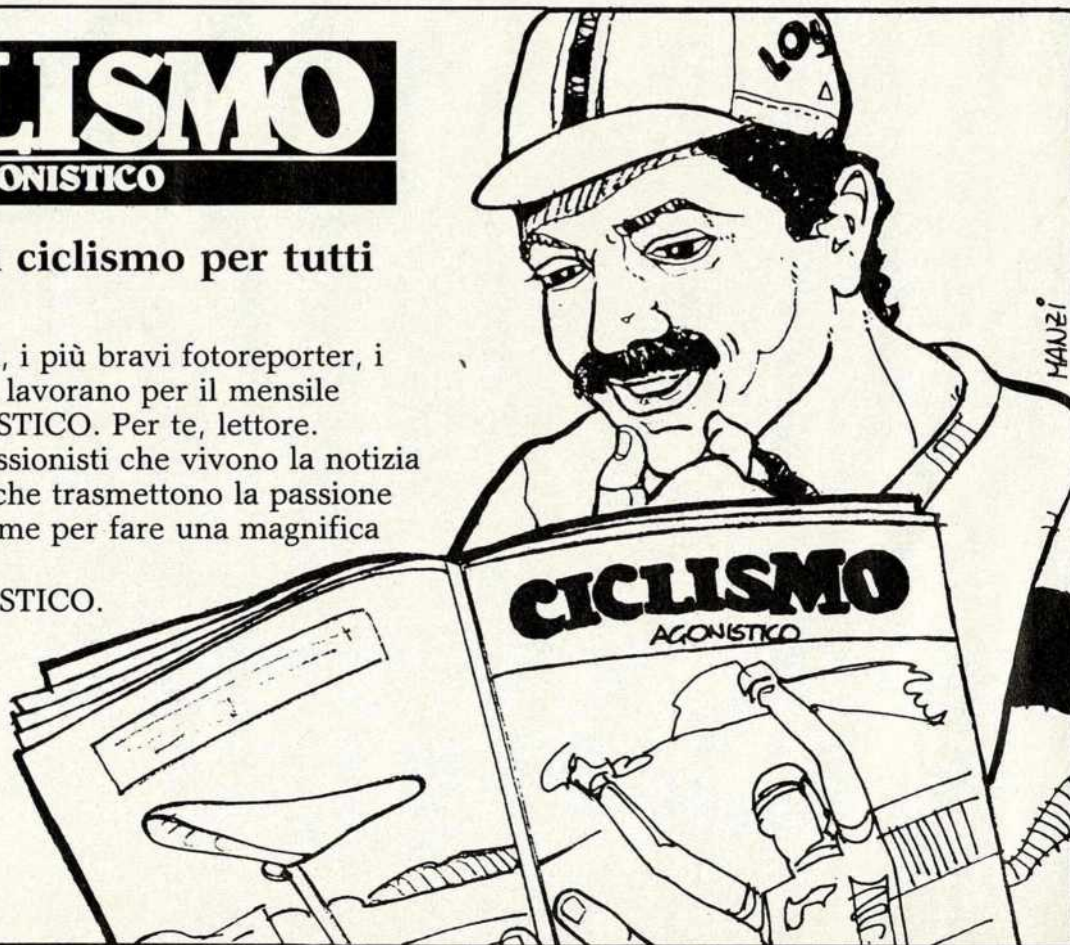 LISMO
ONISTICO
ciclismo per tutti
, i più bravi fotoreporter, i
lavorano per il mensile
STICO. Per te, lettore.
ssionisti che vivono la notizia
che trasmettono la passione
me per fare una magnifica
STICO.
LOU
MANZI
CICLISMO
AGONISTICO